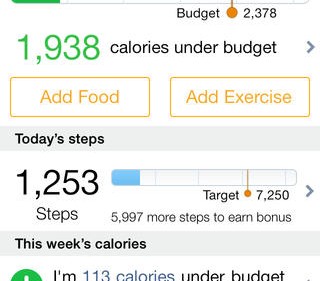 Budget 2,378
1,938 calories under budget
Add Food Add Exercise
Today's steps
1,253
Steps
Target 7,250
5,997 more steps to earn bonus
This week's calories
I'm 113 calories under budget